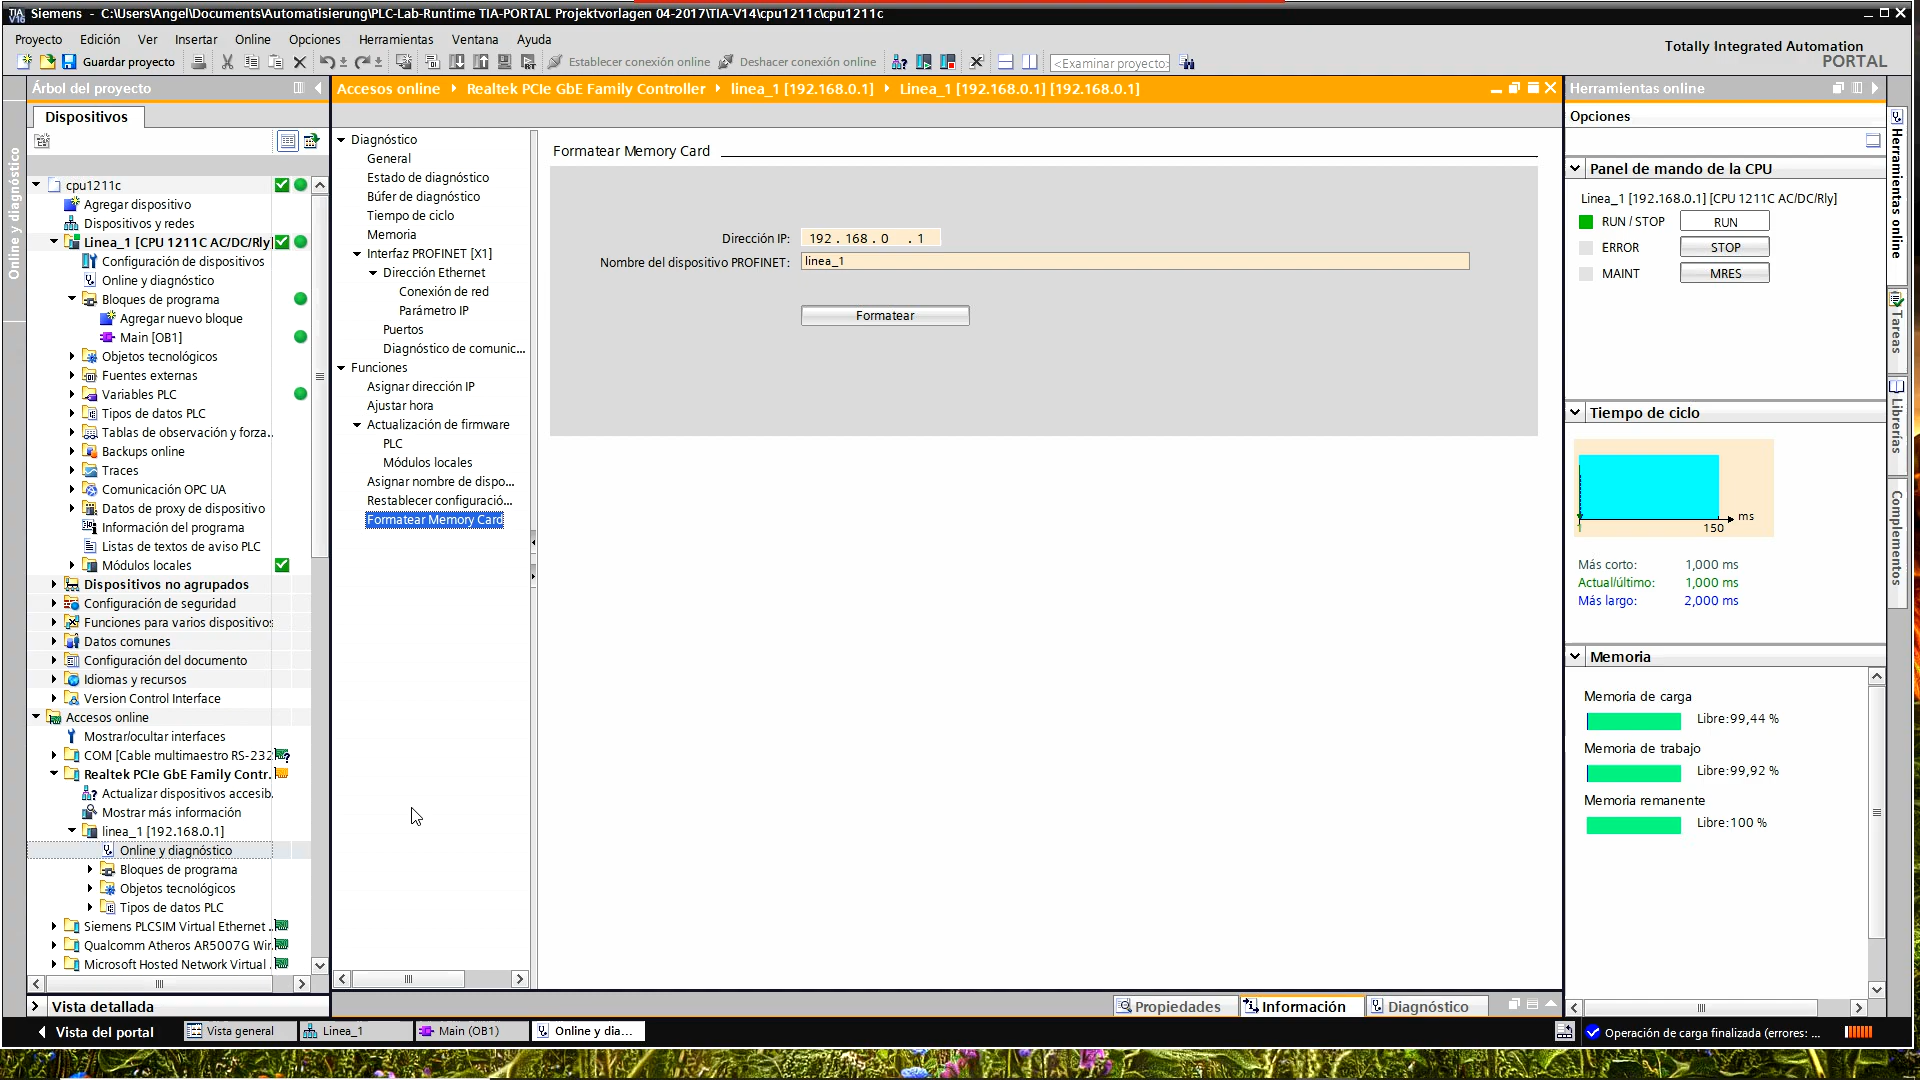 Siemens - C:\Users\Angel\Documents\Automatisierung\PLC-Lab-Runtime TIA-PORTAL Projektvorlagen 04-2017\TIA-V14\cpu1211c\cpu1211c
Proyecto Edición Ver Insertar Online Opciones Herramientas Ventana Ayuda
Totally Integrated Automation
PORTAL
Guardar proyecto
Establecer conexión online
Deshacer conexión online
<Examinar proyecto>
Árbol del proyecto
Dispositivos
Online y diagnóstico
cpu1211c
Agregar dispositivo
Dispositivos y redes
Linea_1 [CPU 1211C AC/DC/Rly]
Configuración de dispositivos
Online y diagnóstico
Bloques de programa
Agregar nuevo bloque
Main [OB1]
Objetos tecnológicos
Fuentes externas
Variables PLC
Tipos de datos PLC
Tablas de observación y forza...
Backups online
Traces
Comunicación OPC UA
Datos de proxy de dispositivo
Información del programa
Listas de textos de aviso PLC
Módulos locales
Dispositivos no agrupados
Configuración de seguridad
Funciones para varios dispositivos
Datos comunes
Configuración del documento
Idiomas y recursos
Version Control Interface
Accesos online
Mostrar/ocultar interfaces
COM [Cable multimaestro RS-232
Realtek PCIe GbE Family Contr...
Actualizar dispositivos accesib...
Mostrar más información
linea_1 [192.168.0.1]
Online y diagnóstico
Bloques de programa
Objetos tecnológicos
Tipos de datos PLC
Siemens PLCSIM Virtual Ethernet ...
Qualcomm Atheros AR5007G Wir...
Microsoft Hosted Network Virtual ...
Vista detallada
Accesos online Realtek PCIe GbE Family Controller linea_1 [192.168.0.1] Linea_1 [192.168.0.1] [192.168.0.1]
Diagnóstico
General
Estado de diagnóstico
Búfer de diagnóstico
Tiempo de ciclo
Memoria
Interfaz PROFINET [X1]
Dirección Ethernet
Conexión de red
Parámetro IP
Puertos
Diagnóstico de comunic...
Funciones
Asignar dirección IP
Ajustar hora
Actualización de firmware
PLC
Módulos locales
Asignar nombre de dispo...
Restablecer configuració...
Formatear Memory Card
Formatear Memory Card
Dirección IP: 192 . 168 . 0 . 1
Nombre del dispositivo PROFINET: linea_1
Formatear
Propiedades Información Diagnóstico
Herramientas online
Opciones
Panel de mando de la CPU
Linea_1 [192.168.0.1] [CPU 1211C AC/DC/Rly]
RUN / STOP RUN
ERROR STOP
MAINT MRES
Tiempo de ciclo
1 150 ms
Más corto: 1,000 ms
Actual/último: 1,000 ms
Más largo: 2,000 ms
Memoria
Memoria de carga
Libre:99,44 %
Memoria de trabajo
Libre:99,92 %
Memoria remanente
Libre:100 %
Herramientas online
Tareas
Librerías
Complementos
Vista del portal Vista general Linea_1 Main (OB1) Online y dia...
Operación de carga finalizada (errores: ...